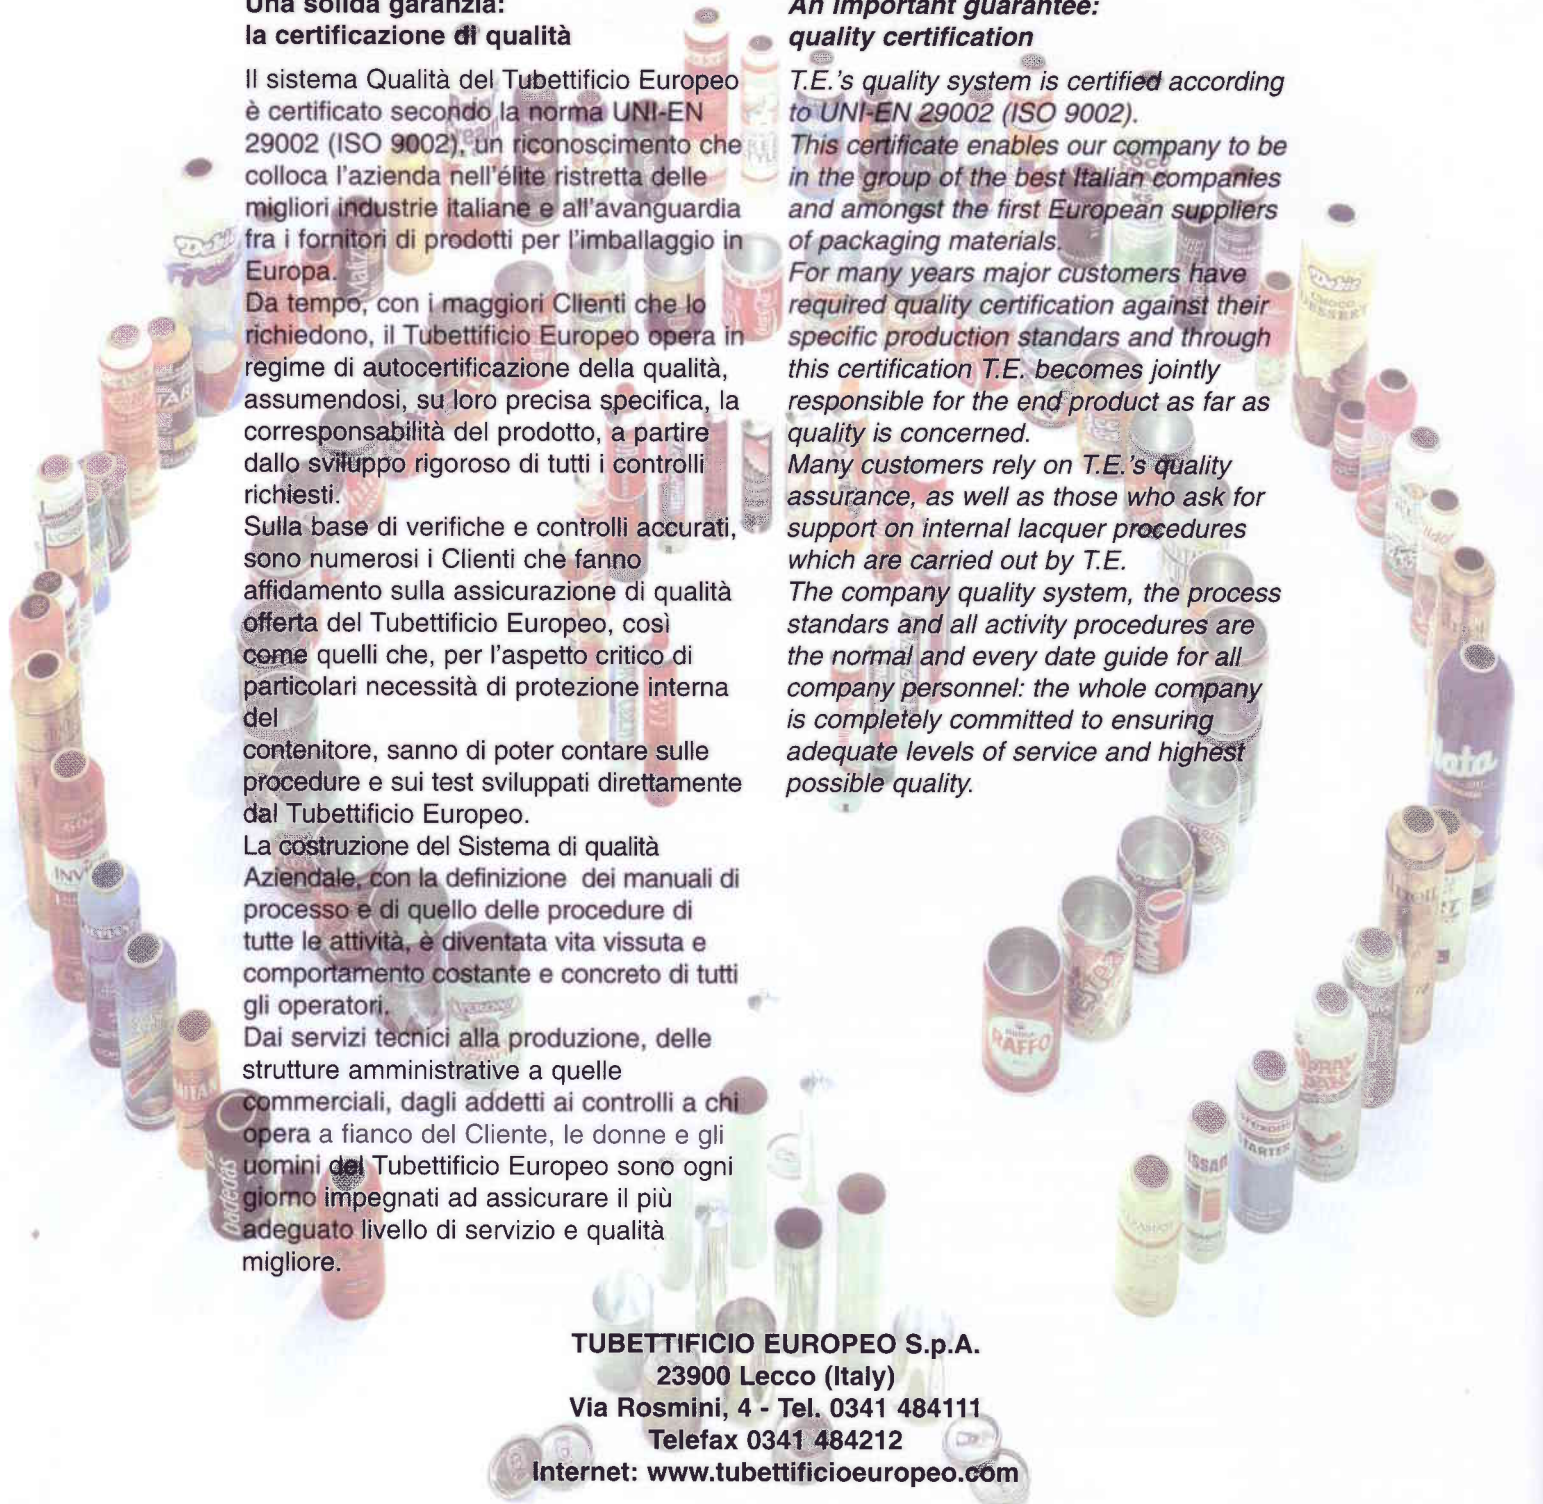 Una solida garanzia:
la certificazione di qualità
Il sistema Qualità del Tubettificio Europeo
è certificato secondo la norma UNI-EN
29002 (ISO 9002), un riconoscimento che
colloca l'azienda nell'élite ristretta delle
migliori industrie italiane e all'avanguardia
fra i fornitori di prodotti per l'imballaggio in
Europa.
Da tempo, con i maggiori Clienti che lo
richiedono, il Tubettificio Europeo opera in
regime di autocertificazione della qualità,
assumendosi, su loro precisa specifica, la
corresponsabilità del prodotto, a partire
dallo sviluppo rigoroso di tutti i controlli
richiesti.
Sulla base di verifiche e controlli accurati,
sono numerosi i Clienti che fanno
affidamento sulla assicurazione di qualità
offerta del Tubettificio Europeo, così
come quelli che, per l'aspetto critico di
particolari necessità di protezione interna
del
contenitore, sanno di poter contare sulle
procedure e sui test sviluppati direttamente
dal Tubettificio Europeo.
La costruzione del Sistema di qualità
Aziendale, con la definizione dei manuali di
processo e di quello delle procedure di
tutte le attività, è diventata vita vissuta e
comportamento costante e concreto di tutti
gli operatori.
Dai servizi tecnici alla produzione, delle
strutture amministrative a quelle
commerciali, dagli addetti ai controlli a chi
opera a fianco del Cliente, le donne e gli
uomini del Tubettificio Europeo sono ogni
giorno impegnati ad assicurare il più
adeguato livello di servizio e qualità
migliore.
An important guarantee:
quality certification
T.E.'s quality system is certified according
to UNI-EN 29002 (ISO 9002).
This certificate enables our company to be
in the group of the best Italian companies
and amongst the first European suppliers
of packaging materials.
For many years major customers have
required quality certification against their
specific production standars and through
this certification T.E. becomes jointly
responsible for the end product as far as
quality is concerned.
Many customers rely on T.E.'s quality
assurance, as well as those who ask for
support on internal lacquer procedures
which are carried out by T.E.
The company quality system, the process
standars and all activity procedures are
the normal and every date guide for all
company personnel: the whole company
is completely committed to ensuring
adequate levels of service and highest
possible quality.
RAFFO
STARTER
badedas
TUBETTIFICIO EUROPEO S.p.A.
23900 Lecco (Italy)
Via Rosmini, 4 - Tel. 0341 484111
Telefax 0341 484212
Internet: www.tubettificioeuropeo.com